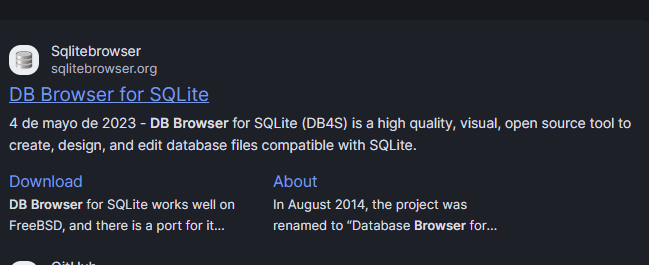 Sqlitebrowser
sqlitebrowser.org
DB Browser for SQLite
4 de mayo de 2023 - DB Browser for SQLite (DB4S) is a high quality, visual, open source tool to
create, design, and edit database files compatible with SQLite.
Download
DB Browser for SQLite works well on
FreeBSD, and there is a port for it...
About
In August 2014, the project was
renamed to “Database Browser for...
GitHub